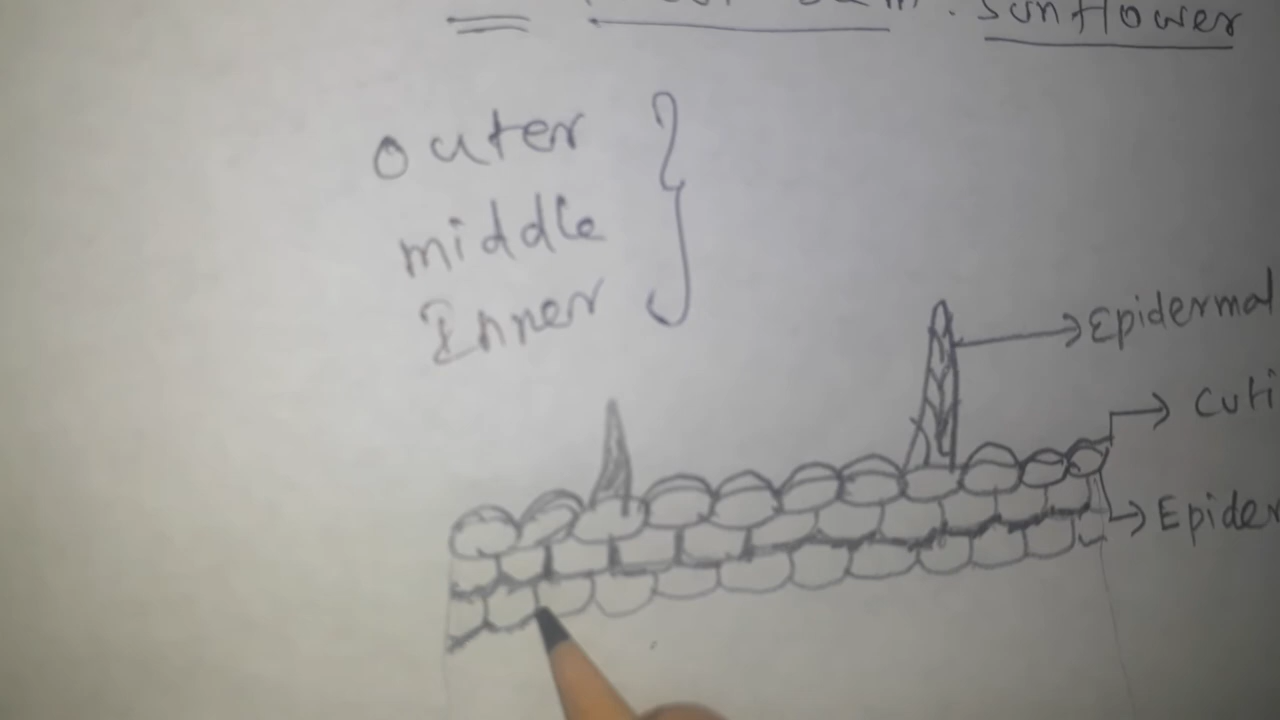 sunflower
outer
middle
Inner
Epidermal
Cuti
Epider